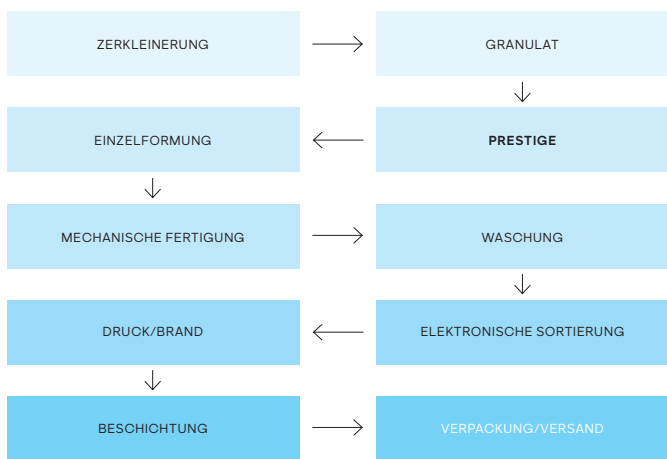 ZERKLEINERUNG
GRANULAT
PRESTIGE
EINZELFORMUNG
MECHANISCHE FERTIGUNG
WASCHUNG
ELEKTRONISCHE SORTIERUNG
DRUCK/BRAND
BESCHICHTUNG
VERPACKUNG/VERSAND